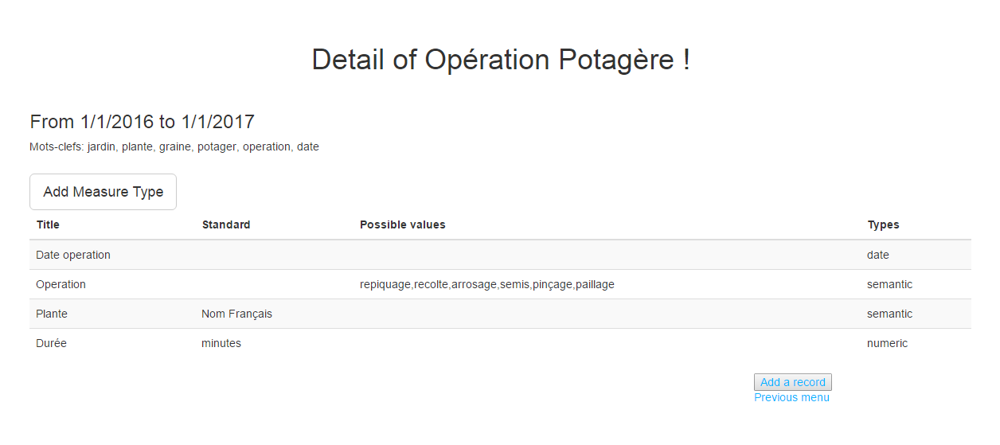 Detail of Opération Potagère !
From 1/1/2016 to 1/1/2017
Mots-clefs: jardin, plante, graine, potager, operation, date
Add Measure Type
Title Standard Possible values Types
Date operation date
Operation repiquage,recolte,arrosage,semis,pinçage,paillage semantic
Plante Nom Français semantic
Durée minutes numeric
Add a record
Previous menu